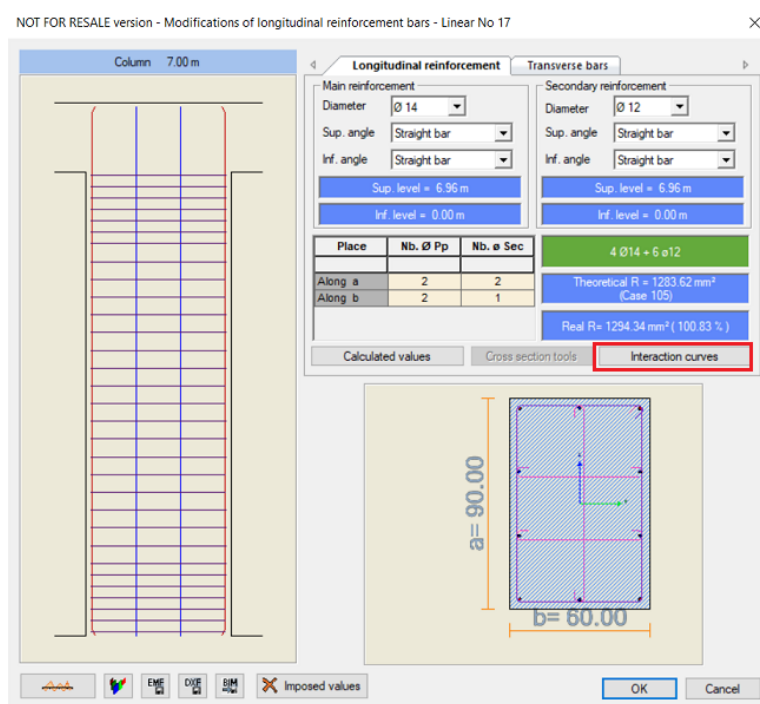 NOT FOR RESALE version - Modifications of longitudinal reinforcement bars - Linear No 17
Column 7.00 m
Longitudinal reinforcement
Transverse bars
Main reinforcement
Diameter Ø 14
Sup. angle Straight bar
Inf. angle Straight bar
Sup. level = 6.96 m
Inf. level = 0.00 m
Secondary reinforcement
Diameter Ø 12
Sup. angle Straight bar
Inf. angle Straight bar
Sup. level = 6.96 m
Inf. level = 0.00 m
Place Nb. Ø Pp Nb. ø Sec
Along a 2 2
Along b 2 1
4 Ø14 + 6 ø12
Theoretical R = 1283.62 mm²
(Case 105)
Real R= 1294.34 mm² ( 100.83 % )
Calculated values
Cross section tools
Interaction curves
a= 90.00
b= 60.00
EMF
DXF
BIM
Imposed values
OK
Cancel